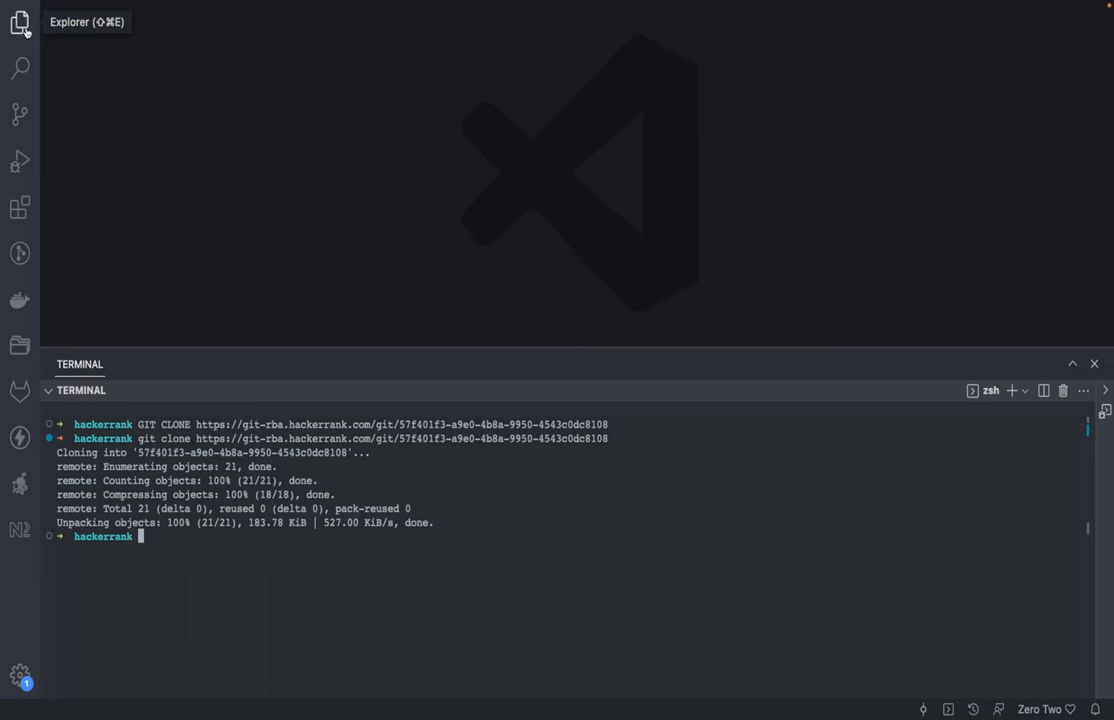 Explorer (⇧⌘E)
TERMINAL
TERMINAL
zsh
➜ hackerrank GIT CLONE https://git-rba.hackerrank.com/git/57f401f3-a9e0-4b8a-9950-4543c0dc8108
➜ hackerrank git clone https://git-rba.hackerrank.com/git/57f401f3-a9e0-4b8a-9950-4543c0dc8108
Cloning into '57f401f3-a9e0-4b8a-9950-4543c0dc8108'...
remote: Enumerating objects: 21, done.
remote: Counting objects: 100% (21/21), done.
remote: Compressing objects: 100% (18/18), done.
remote: Total 21 (delta 0), reused 0 (delta 0), pack-reused 0
Unpacking objects: 100% (21/21), 183.78 KiB | 527.00 KiB/s, done.
➜ hackerrank
1
Zero Two ♡